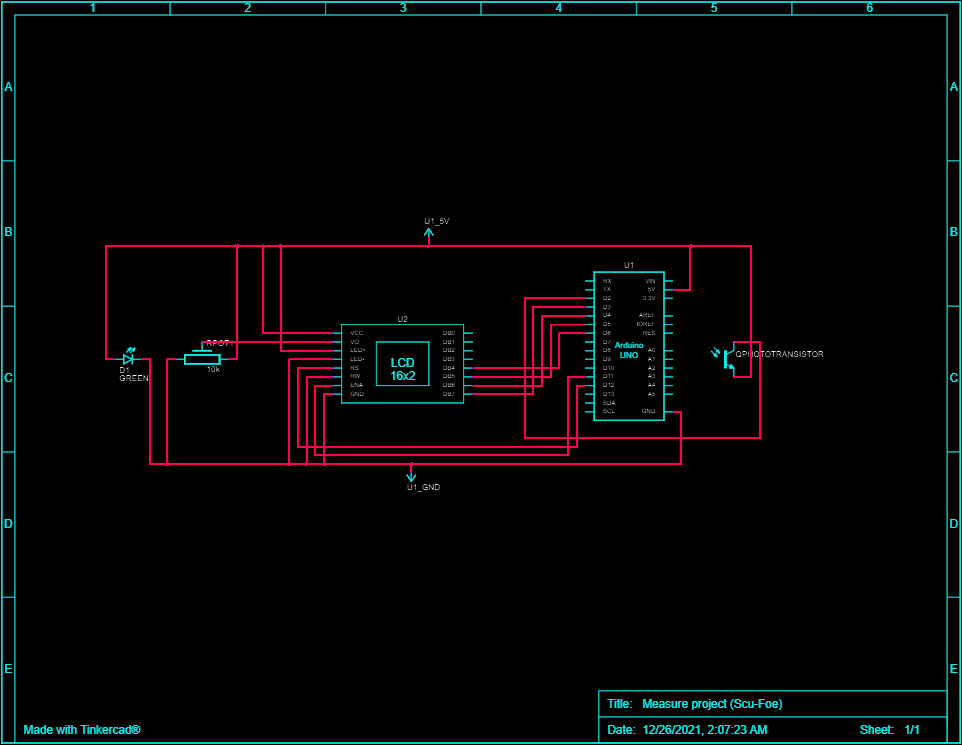 1 2 3 4 5 6
A A
B B
U1_5V
U1
RX VIN
TX 5V
D2 3.3V
D3
D4 AREF
D5 IOREF
D6 RES
D7
D8 A0
D9 A1
D10 A2
D11 A3
D12 A4
D13 A5
SDA
SCL GND
Arduino
UNO
U2
VCC DB0
VO DB1
LED+ DB2
LED- DB3
RS DB4
RW DB5
ENA DB6
GND DB7
LCD
16x2
RPOT1
10k
D1
GREEN
QPHOTOTRANSISTOR
C C
U1_GND
D D
E E
Title: Measure project (Scu-Foe)
Made with Tinkercad®
Date: 12/26/2021, 2:07:23 AM Sheet: 1/1